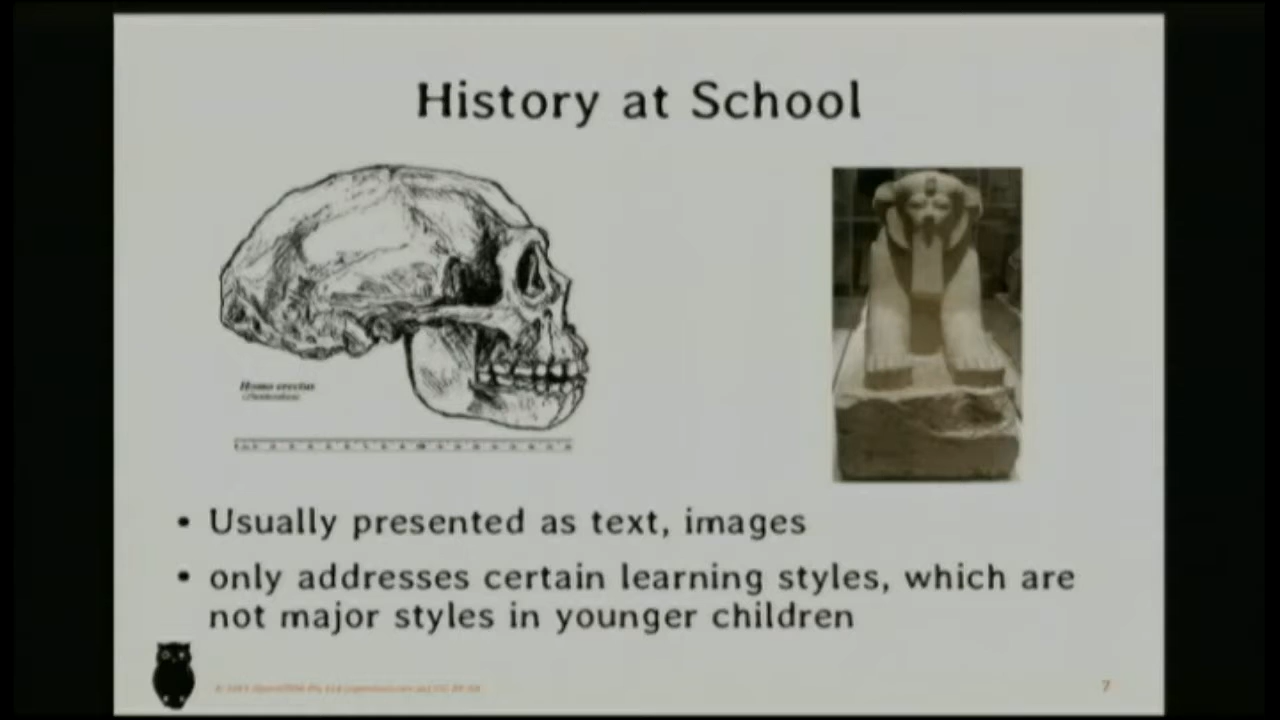 History at School
Homo erectus
• Usually presented as text, images
• only addresses certain learning styles, which are
not major styles in younger children
7